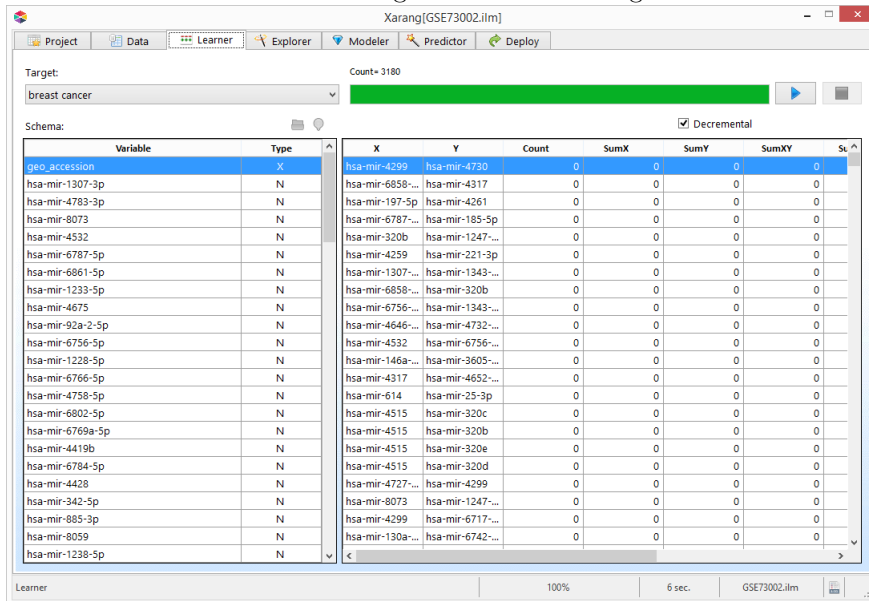 Xarang[GSE73002.ilm]
Project Data Learner Explorer Modeler Predictor Deploy
Target: Count= 3180
breast cancer
Schema: Decremental
Variable Type X Y Count SumX SumY SumXY
geo_accession X hsa-mir-4299 hsa-mir-4730 0 0 0 0
hsa-mir-1307-3p N hsa-mir-6858-... hsa-mir-4317 0 0 0 0
hsa-mir-4783-3p N hsa-mir-197-5p hsa-mir-4261 0 0 0 0
hsa-mir-8073 N hsa-mir-6787-... hsa-mir-185-5p 0 0 0 0
hsa-mir-4532 N hsa-mir-320b hsa-mir-1247-... 0 0 0 0
hsa-mir-6787-5p N hsa-mir-4259 hsa-mir-221-3p 0 0 0 0
hsa-mir-6861-5p N hsa-mir-1307-... hsa-mir-1343-... 0 0 0 0
hsa-mir-1233-5p N hsa-mir-6858-... hsa-mir-320b 0 0 0 0
hsa-mir-4675 N hsa-mir-6756-... hsa-mir-1343-... 0 0 0 0
hsa-mir-92a-2-5p N hsa-mir-4646-... hsa-mir-4732-... 0 0 0 0
hsa-mir-6756-5p N hsa-mir-4532 hsa-mir-6756-... 0 0 0 0
hsa-mir-1228-5p N hsa-mir-146a-... hsa-mir-3605-... 0 0 0 0
hsa-mir-6766-5p N hsa-mir-4317 hsa-mir-4652-... 0 0 0 0
hsa-mir-4758-5p N hsa-mir-614 hsa-mir-25-3p 0 0 0 0
hsa-mir-6802-5p N hsa-mir-4515 hsa-mir-320c 0 0 0 0
hsa-mir-6769a-5p N hsa-mir-4515 hsa-mir-320b 0 0 0 0
hsa-mir-4419b N hsa-mir-4515 hsa-mir-320e 0 0 0 0
hsa-mir-6784-5p N hsa-mir-4515 hsa-mir-320d 0 0 0 0
hsa-mir-4428 N hsa-mir-4727-... hsa-mir-4299 0 0 0 0
hsa-mir-342-5p N hsa-mir-8073 hsa-mir-1247-... 0 0 0 0
hsa-mir-885-3p N hsa-mir-4299 hsa-mir-6717-... 0 0 0 0
hsa-mir-8059 N hsa-mir-130a-... hsa-mir-6742-... 0 0 0 0
hsa-mir-1238-5p N
Learner 100% 6 sec. GSE73002.ilm